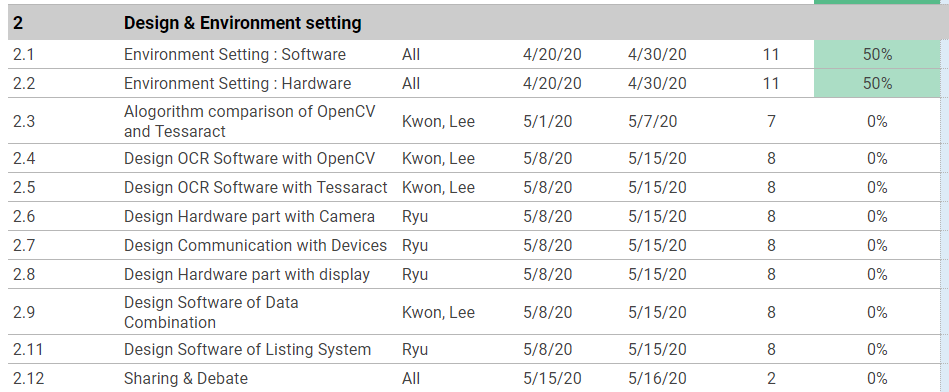 2 Design & Environment setting
2.1 Environment Setting : Software All 4/20/20 4/30/20 11 50%
2.2 Environment Setting : Hardware All 4/20/20 4/30/20 11 50%
2.3 Alogorithm comparison of OpenCV and Tessaract Kwon, Lee 5/1/20 5/7/20 7 0%
2.4 Design OCR Software with OpenCV Kwon, Lee 5/8/20 5/15/20 8 0%
2.5 Design OCR Software with Tessaract Kwon, Lee 5/8/20 5/15/20 8 0%
2.6 Design Hardware part with Camera Ryu 5/8/20 5/15/20 8 0%
2.7 Design Communication with Devices Ryu 5/8/20 5/15/20 8 0%
2.8 Design Hardware part with display Ryu 5/8/20 5/15/20 8 0%
2.9 Design Software of Data Combination Kwon, Lee 5/8/20 5/15/20 8 0%
2.11 Design Software of Listing System Ryu 5/8/20 5/15/20 8 0%
2.12 Sharing & Debate All 5/15/20 5/16/20 2 0%